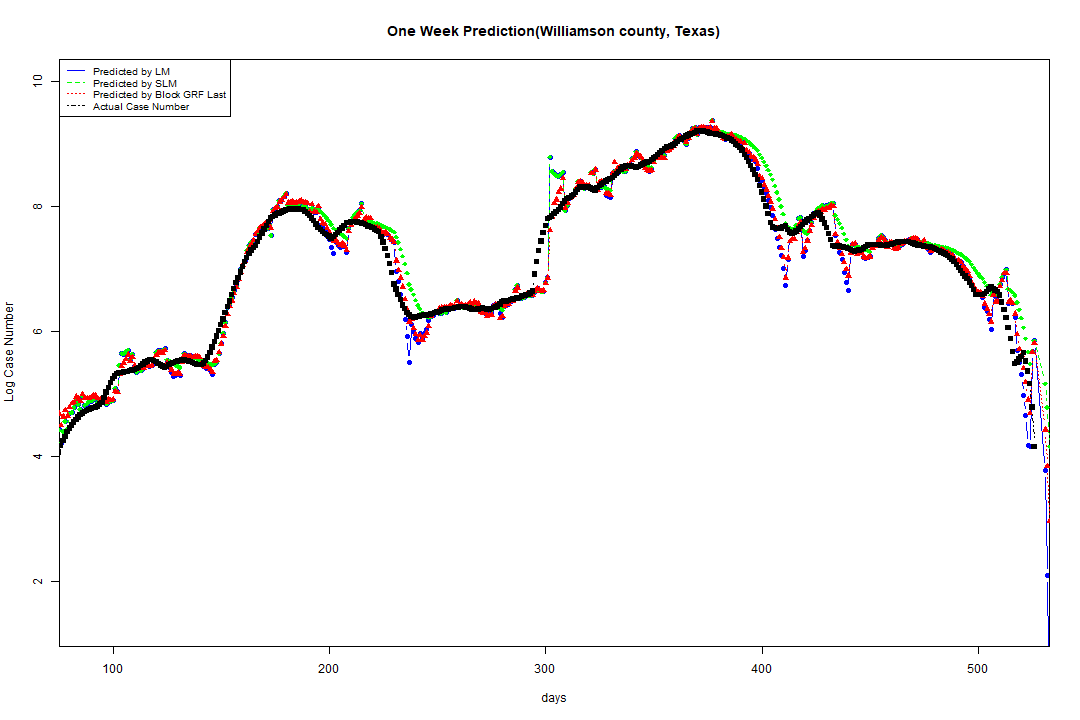 One Week Prediction(Williamson county, Texas)
Predicted by LM
Predicted by SLM
Predicted by Block GRF Last
Actual Case Number
10
8
6
4
2
Log Case Number
100 200 300 400 500
days